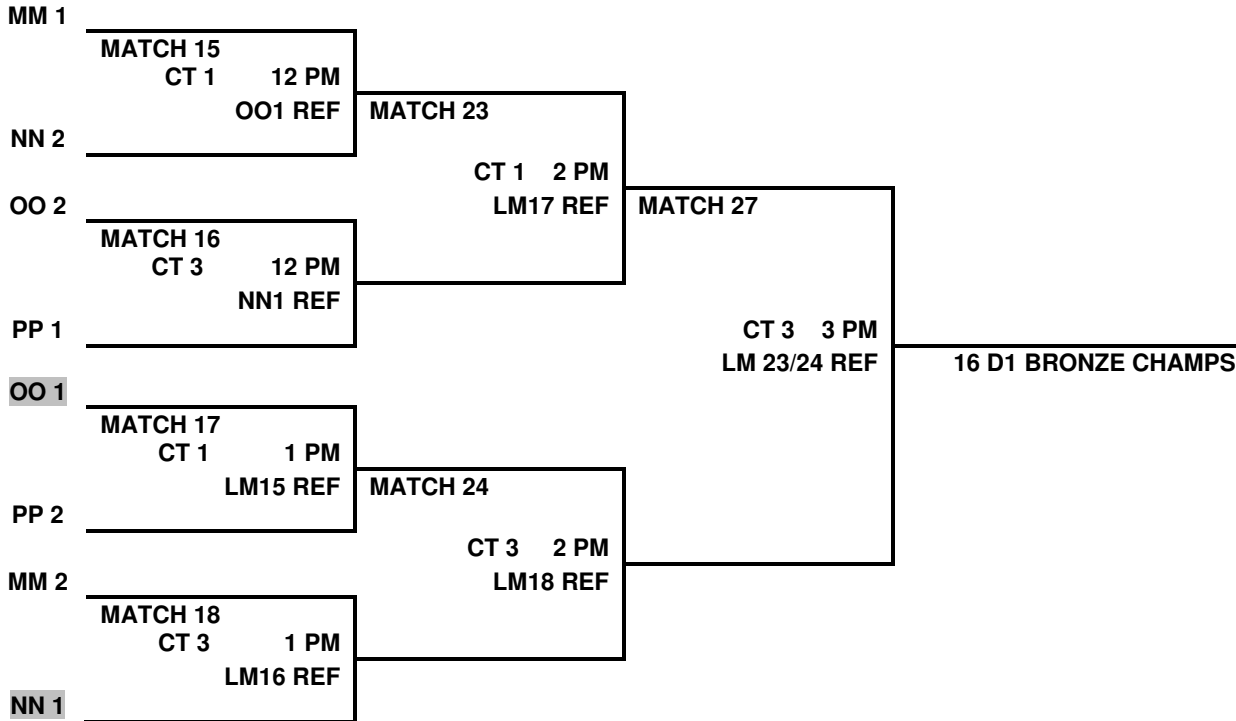 MM 1
MATCH 15
CT 1 12 PM
OO1 REF
MATCH 23
NN 2
CT 1 2 PM
OO 2
LM17 REF
MATCH 27
MATCH 16
CT 3 12 PM
NN1 REF
PP 1
CT 3 3 PM
LM 23/24 REF
16 D1 BRONZE CHAMPS
OO 1
MATCH 17
CT 1 1 PM
LM15 REF
MATCH 24
PP 2
CT 3 2 PM
MM 2
LM18 REF
MATCH 18
CT 3 1 PM
LM16 REF
NN 1